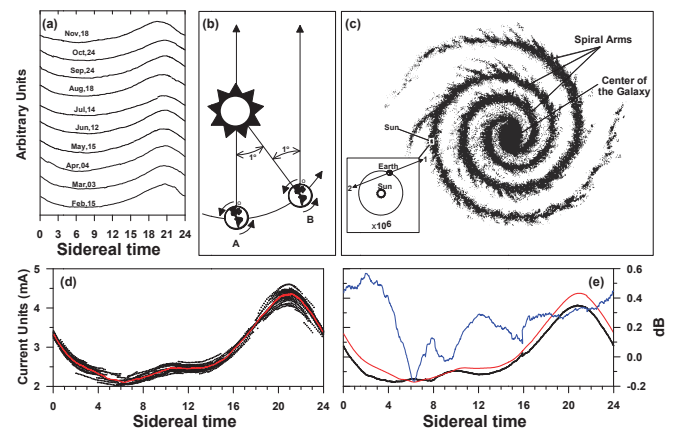 (a)
Nov,18
Oct,24
Sep,24
Aug,18
Jul,14
Jun,12
May,15
Apr,04
Mar,03
Feb,15
Arbitrary Units
0 3 6 9 12 15 18 21 24
Sidereal time
(b)
1°
1°
A
B
(c)
Spiral Arms
Center of
the Galaxy
Sun
1
Earth
2
Sun
x10^6
(d)
Current Units (mA)
5
4
3
2
0 4 8 12 16 20 24
Sidereal time
(e)
0.6
0.4
0.2
0.0
-0.2
dB
0 4 8 12 16 20 24
Sidereal time